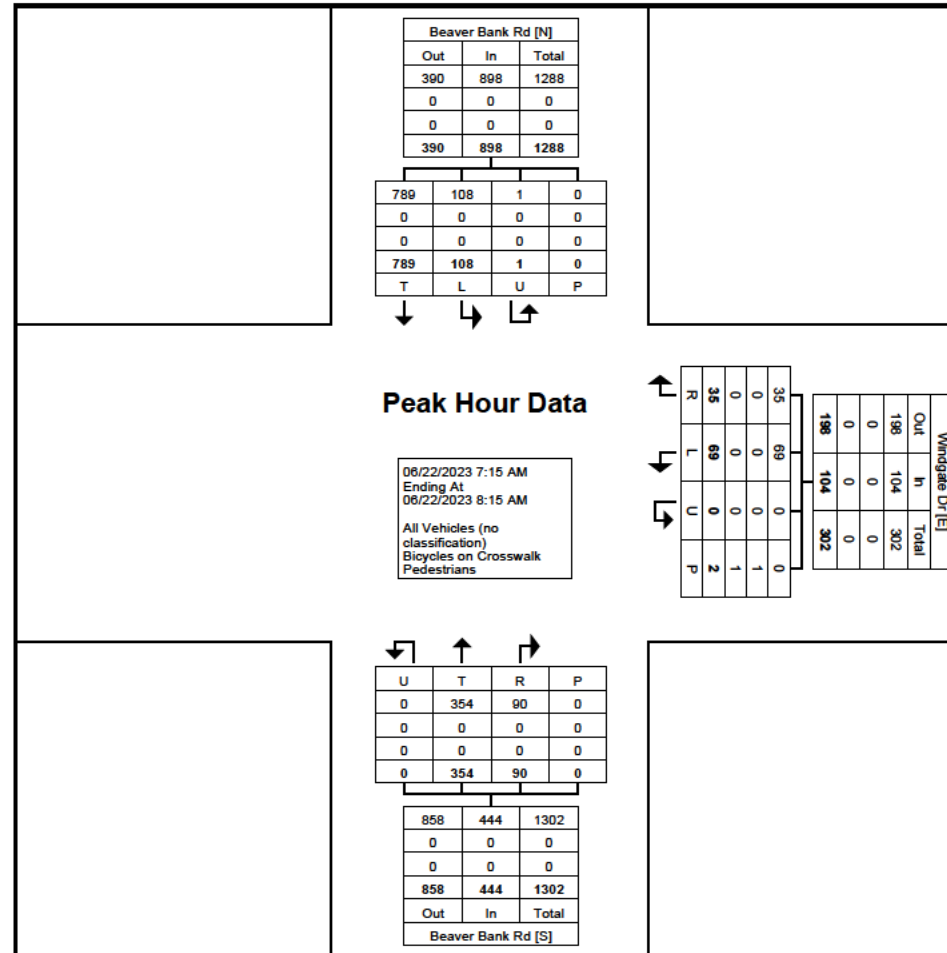 Beaver Bank Rd [N]
Out In Total
390 898 1288
0 0 0
0 0 0
390 898 1288
789 108 1 0
0 0 0 0
0 0 0 0
789 108 1 0
T L U P
Peak Hour Data
06/22/2023 7:15 AM
Ending At
06/22/2023 8:15 AM
All Vehicles (no
classification)
Bicycles on Crosswalk
Pedestrians
Windgate Dr [E]
Out In Total
198 104 302
0 0 0
0 0 0
198 104 302
35 69 0 0
0 0 0 1
0 0 0 1
35 69 0 2
R L U P
U T R P
0 354 90 0
0 0 0 0
0 0 0 0
0 354 90 0
858 444 1302
0 0 0
0 0 0
858 444 1302
Out In Total
Beaver Bank Rd [S]